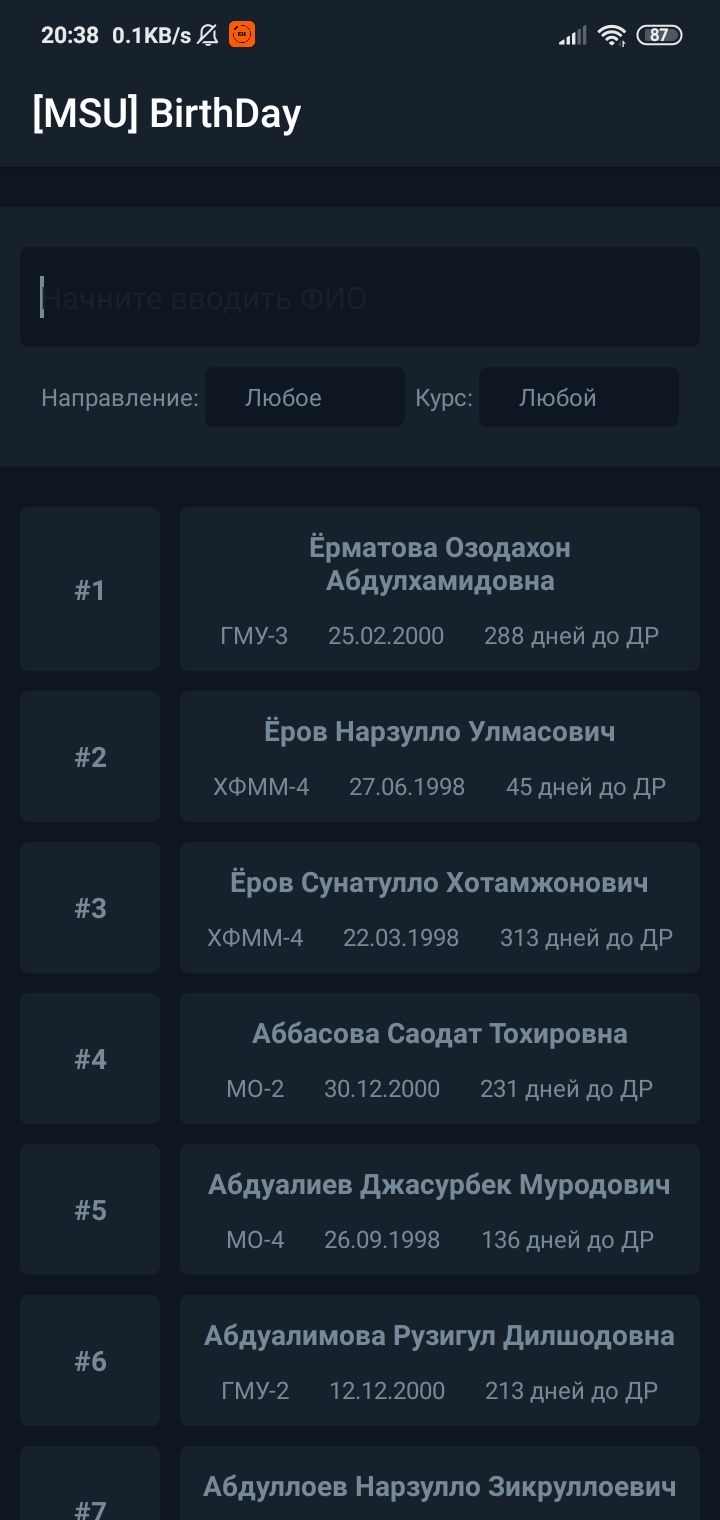 20:38 0.1KB/s 87
[MSU] BirthDay
Начните вводить ФИО
Направление: Любое Курс: Любой
#1
Ёрматова Озодахон
Абдулхамидовна
ГМУ-3 25.02.2000 288 дней до ДР
#2
Ёров Нарзулло Улмасович
ХФММ-4 27.06.1998 45 дней до ДР
#3
Ёров Сунатулло Хотамжонович
ХФММ-4 22.03.1998 313 дней до ДР
#4
Аббасова Саодат Тохировна
МО-2 30.12.2000 231 дней до ДР
#5
Абдуалиев Джасурбек Муродович
МО-4 26.09.1998 136 дней до ДР
#6
Абдуалимова Рузигул Дилшодовна
ГМУ-2 12.12.2000 213 дней до ДР
#7
Абдуллоев Нарзулло Зикруллоевич